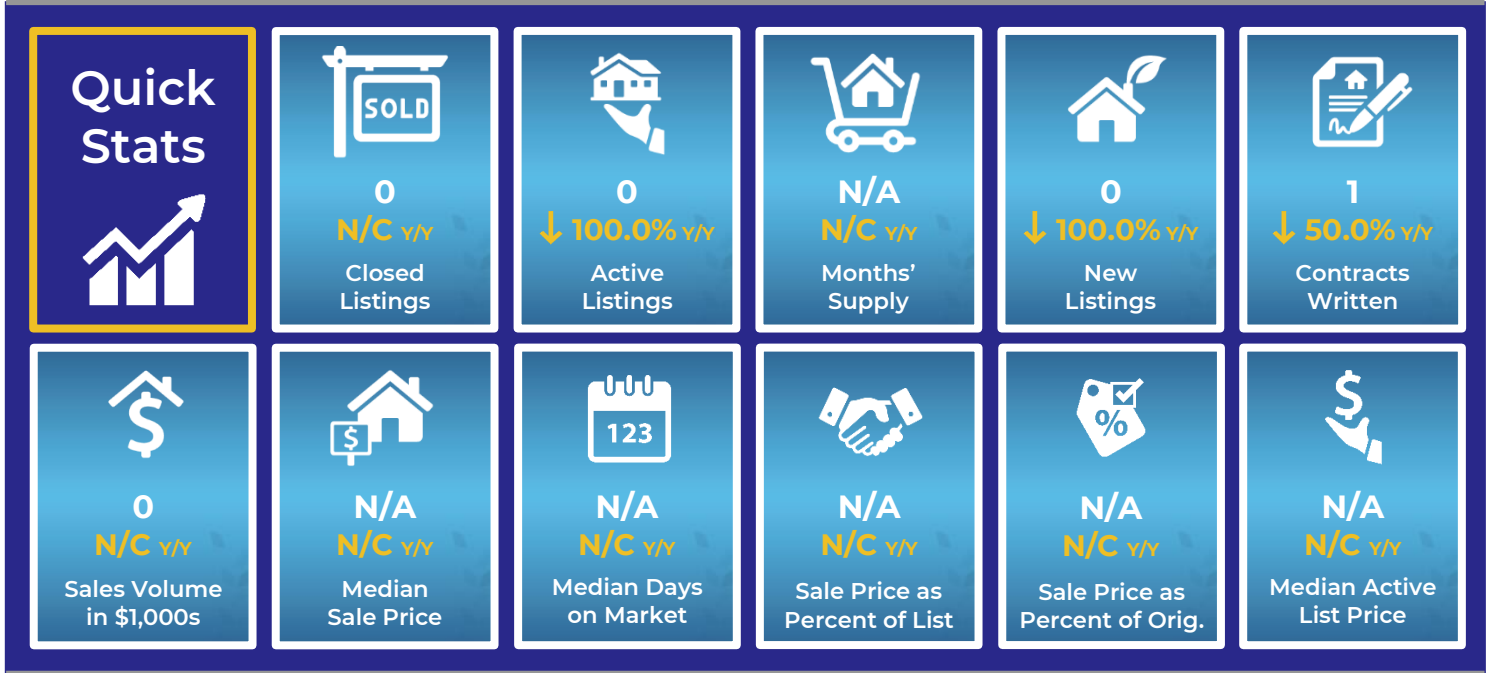 Quick
Stats
SOLD
0
N/C Y/Y
Closed
Listings
0
↓ 100.0% Y/Y
Active
Listings
N/A
N/C Y/Y
Months’
Supply
0
↓ 100.0% Y/Y
New
Listings
1
↓ 50.0% Y/Y
Contracts
Written
$
0
N/C Y/Y
Sales Volume
in $1,000s
$
N/A
N/C Y/Y
Median
Sale Price
123
N/A
N/C Y/Y
Median Days
on Market
N/A
N/C Y/Y
Sale Price as
Percent of List
%
N/A
N/C Y/Y
Sale Price as
Percent of Orig.
$
N/A
N/C Y/Y
Median Active
List Price